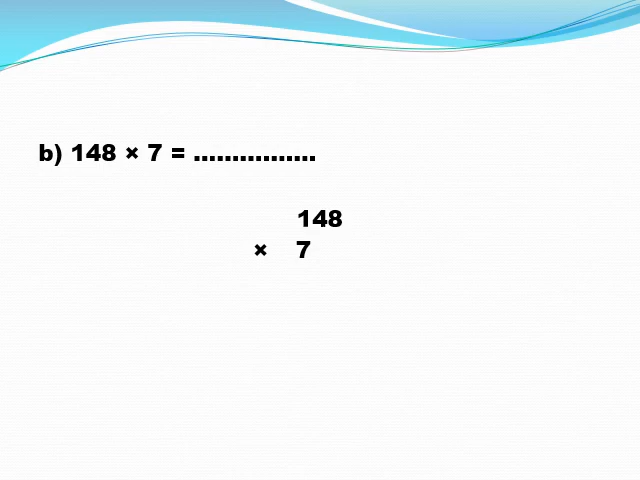 b) 148 × 7 = ................
148
× 7